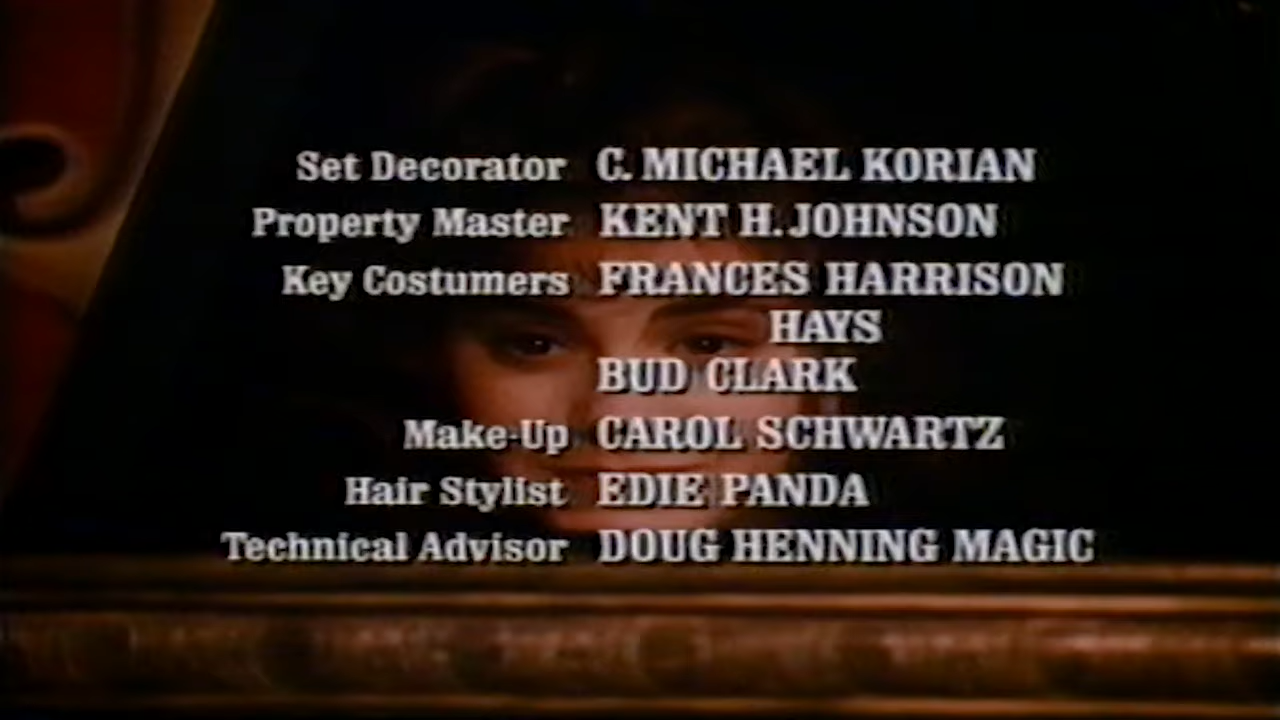 Set Decorator C. MICHAEL KORIAN
Property Master KENT H. JOHNSON
Key Costumers FRANCES HARRISON
HAYS
BUD CLARK
Make-Up CAROL SCHWARTZ
Hair Stylist EDIE PANDA
Technical Advisor DOUG HENNING MAGIC